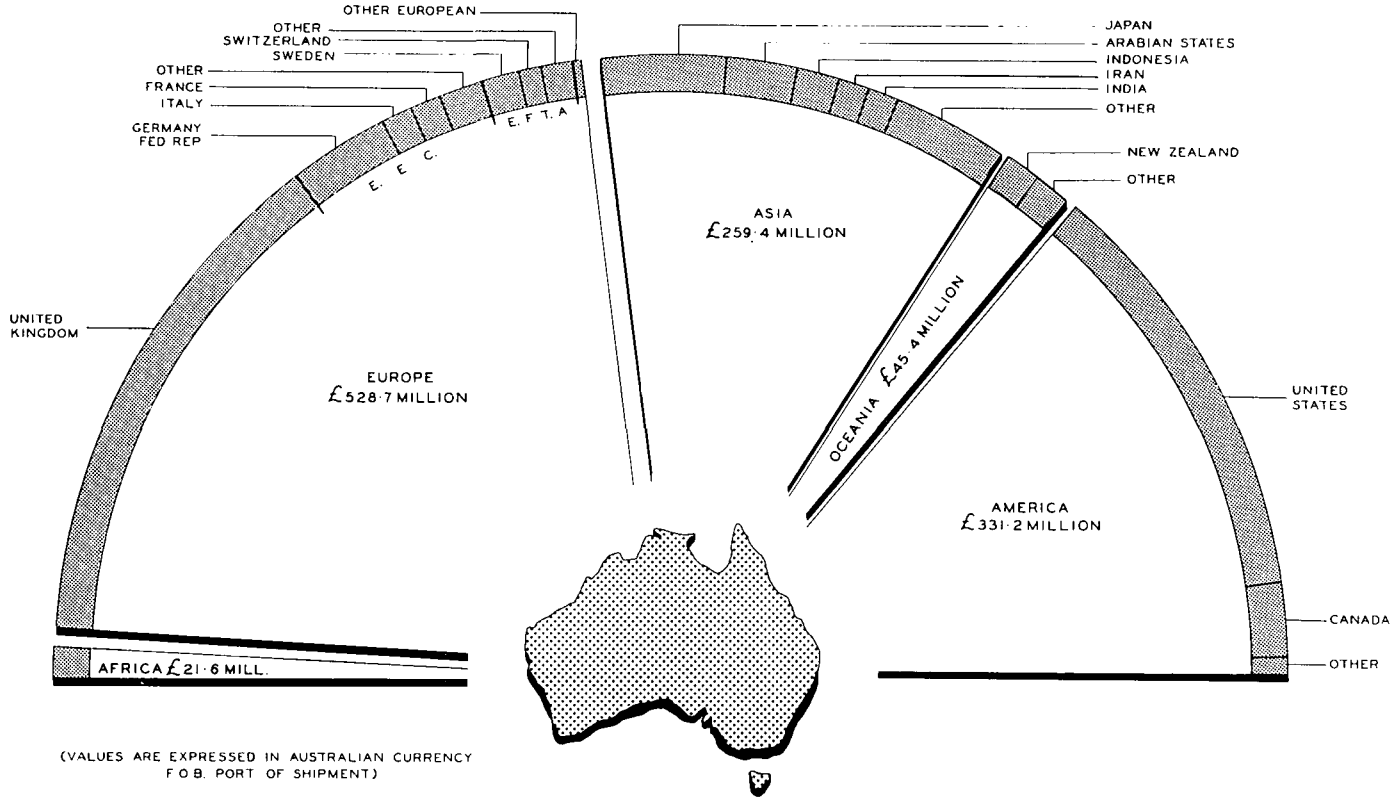 OTHER EUROPEAN
OTHER
SWITZERLAND
SWEDEN
OTHER
FRANCE
ITALY
GERMANY
FED REP
UNITED
KINGDOM
E. E C.
E. F T. A
JAPAN
ARABIAN STATES
INDONESIA
IRAN
INDIA
OTHER
NEW ZEALAND
OTHER
UNITED
STATES
CANADA
OTHER
EUROPE
£528·7 MILLION
ASIA
£259·4 MILLION
OCEANIA £45·4 MILLION
AMERICA
£331·2 MILLION
AFRICA £21·6 MILL.
(VALUES ARE EXPRESSED IN AUSTRALIAN CURRENCY
F O B. PORT OF SHIPMENT)